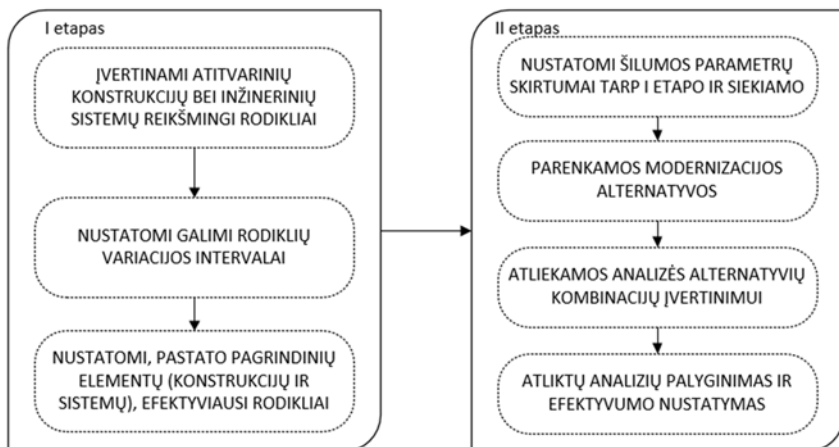 I etapas
ĮVERTINAMI ATITVARINIŲ
KONSTRUKCIJŲ BEI INŽINERINIŲ
SISTEMŲ REIKŠMINGI RODIKLIAI
NUSTATOMI GALIMI RODIKLIŲ
VARIACIJOS INTERVALAI
NUSTATOMI, PASTATO PAGRINDINIŲ
ELEMENTŲ (KONSTRUKCIJŲ IR
SISTEMŲ), EFEKTYVIAUSI RODIKLIAI
II etapas
NUSTATOMI ŠILUMOS PARAMETRŲ
SKIRTUMAI TARP I ETAPO IR SIEKIAMO
PARENKAMOS MODERNIZACIJOS
ALTERNATYVOS
ATLIEKAMOS ANALIZĖS ALTERNATYVIŲ
KOMBINACIJŲ ĮVERTINIMUI
ATLIKTŲ ANALIZIŲ PALYGINIMAS IR
EFEKTYVUMO NUSTATYMAS